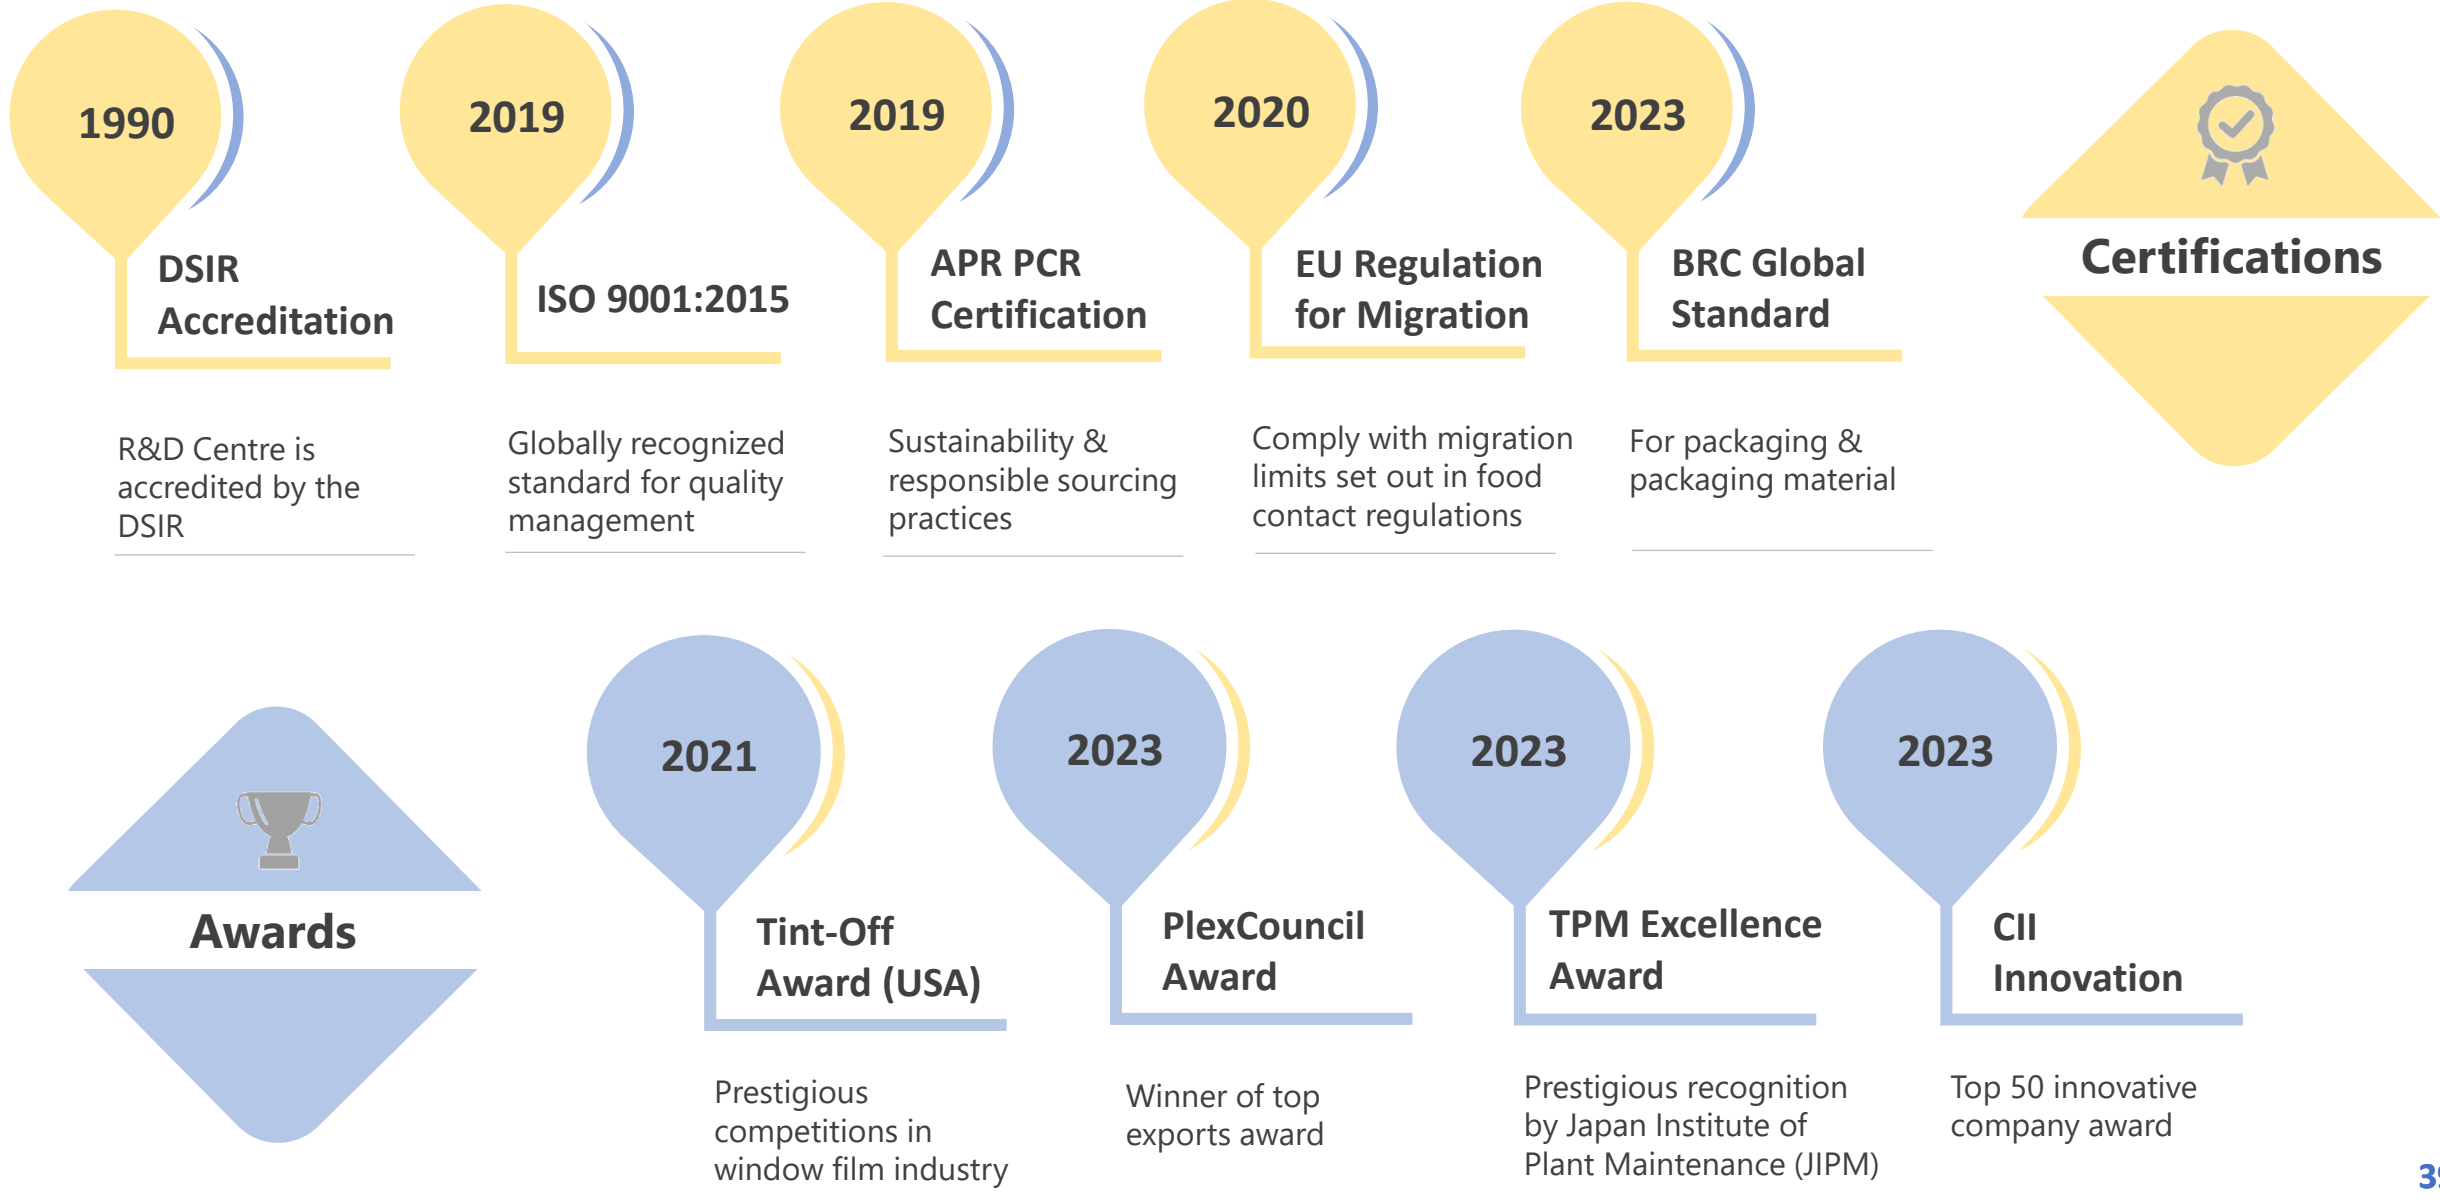 1990
DSIR
Accreditation
R&D Centre is
accredited by the
DSIR
2019
ISO 9001:2015
Globally recognized
standard for quality
management
2019
APR PCR
Certification
Sustainability &
responsible sourcing
practices
2020
EU Regulation
for Migration
Comply with migration
limits set out in food
contact regulations
2023
BRC Global
Standard
For packaging &
packaging material
Certifications
Awards
2021
Tint-Off
Award (USA)
Prestigious
competitions in
window film industry
2023
PlexCouncil
Award
Winner of top
exports award
2023
TPM Excellence
Award
Prestigious recognition
by Japan Institute of
Plant Maintenance (JIPM)
2023
CII
Innovation
Top 50 innovative
company award
39